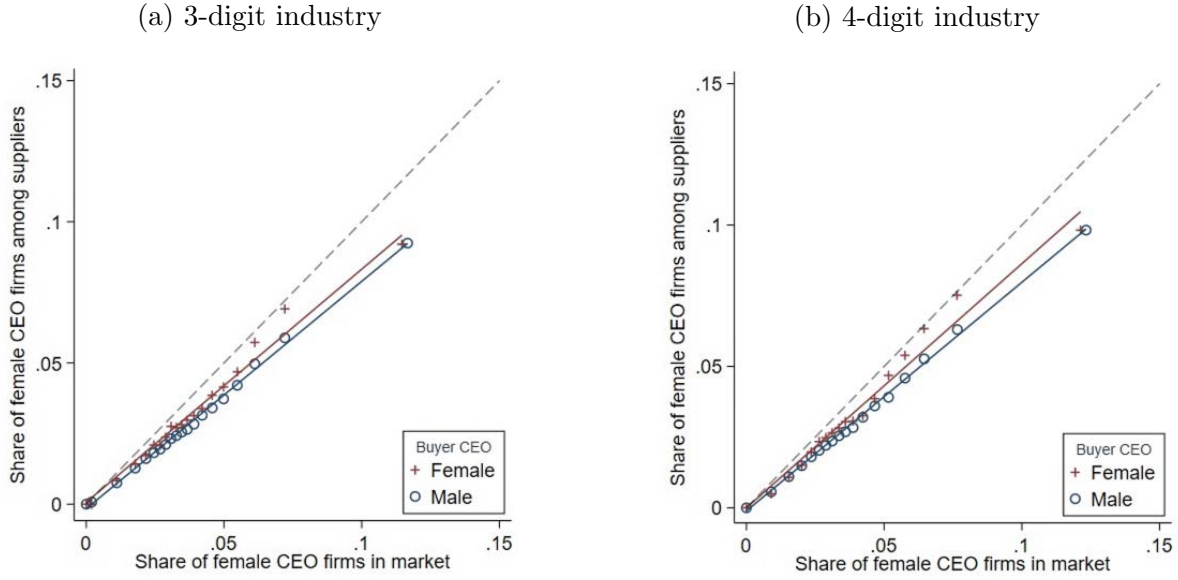 (a) 3-digit industry
.15
.1
.05
0
0
.05
.1
.15
Share of female CEO firms among suppliers
Share of female CEO firms in market
Buyer CEO
Female
Male
(b) 4-digit industry
.15
.1
.05
0
0
.05
.1
.15
Share of female CEO firms among suppliers
Share of female CEO firms in market
Buyer CEO
Female
Male